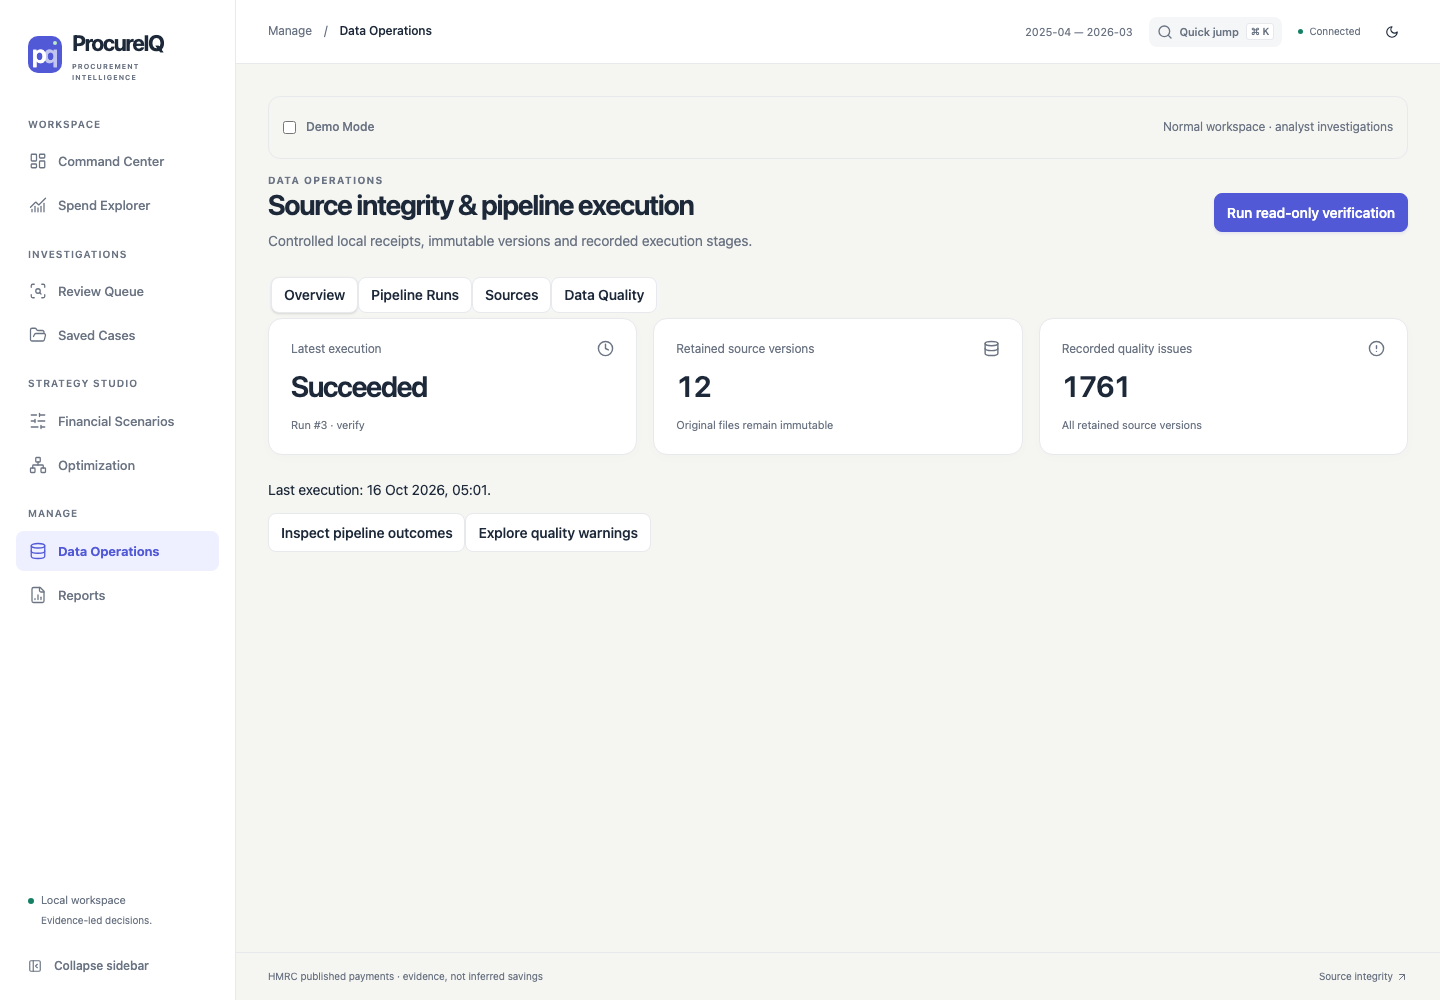 pq
ProcureIQ
PROCUREMENT
INTELLIGENCE
WORKSPACE
Command Center
Spend Explorer
INVESTIGATIONS
Review Queue
Saved Cases
STRATEGY STUDIO
Financial Scenarios
Optimization
MANAGE
Data Operations
Reports
Local workspace
Evidence-led decisions.
Collapse sidebar
Manage / Data Operations
2025-04 — 2026-03
Quick jump ⌘ K
Connected
Demo Mode
Normal workspace · analyst investigations
DATA OPERATIONS
Source integrity & pipeline execution
Controlled local receipts, immutable versions and recorded execution stages.
Run read-only verification
Overview
Pipeline Runs
Sources
Data Quality
Latest execution
Succeeded
Run #3 · verify
Retained source versions
12
Original files remain immutable
Recorded quality issues
1761
All retained source versions
Last execution: 16 Oct 2026, 05:01.
Inspect pipeline outcomes
Explore quality warnings
HMRC published payments · evidence, not inferred savings
Source integrity